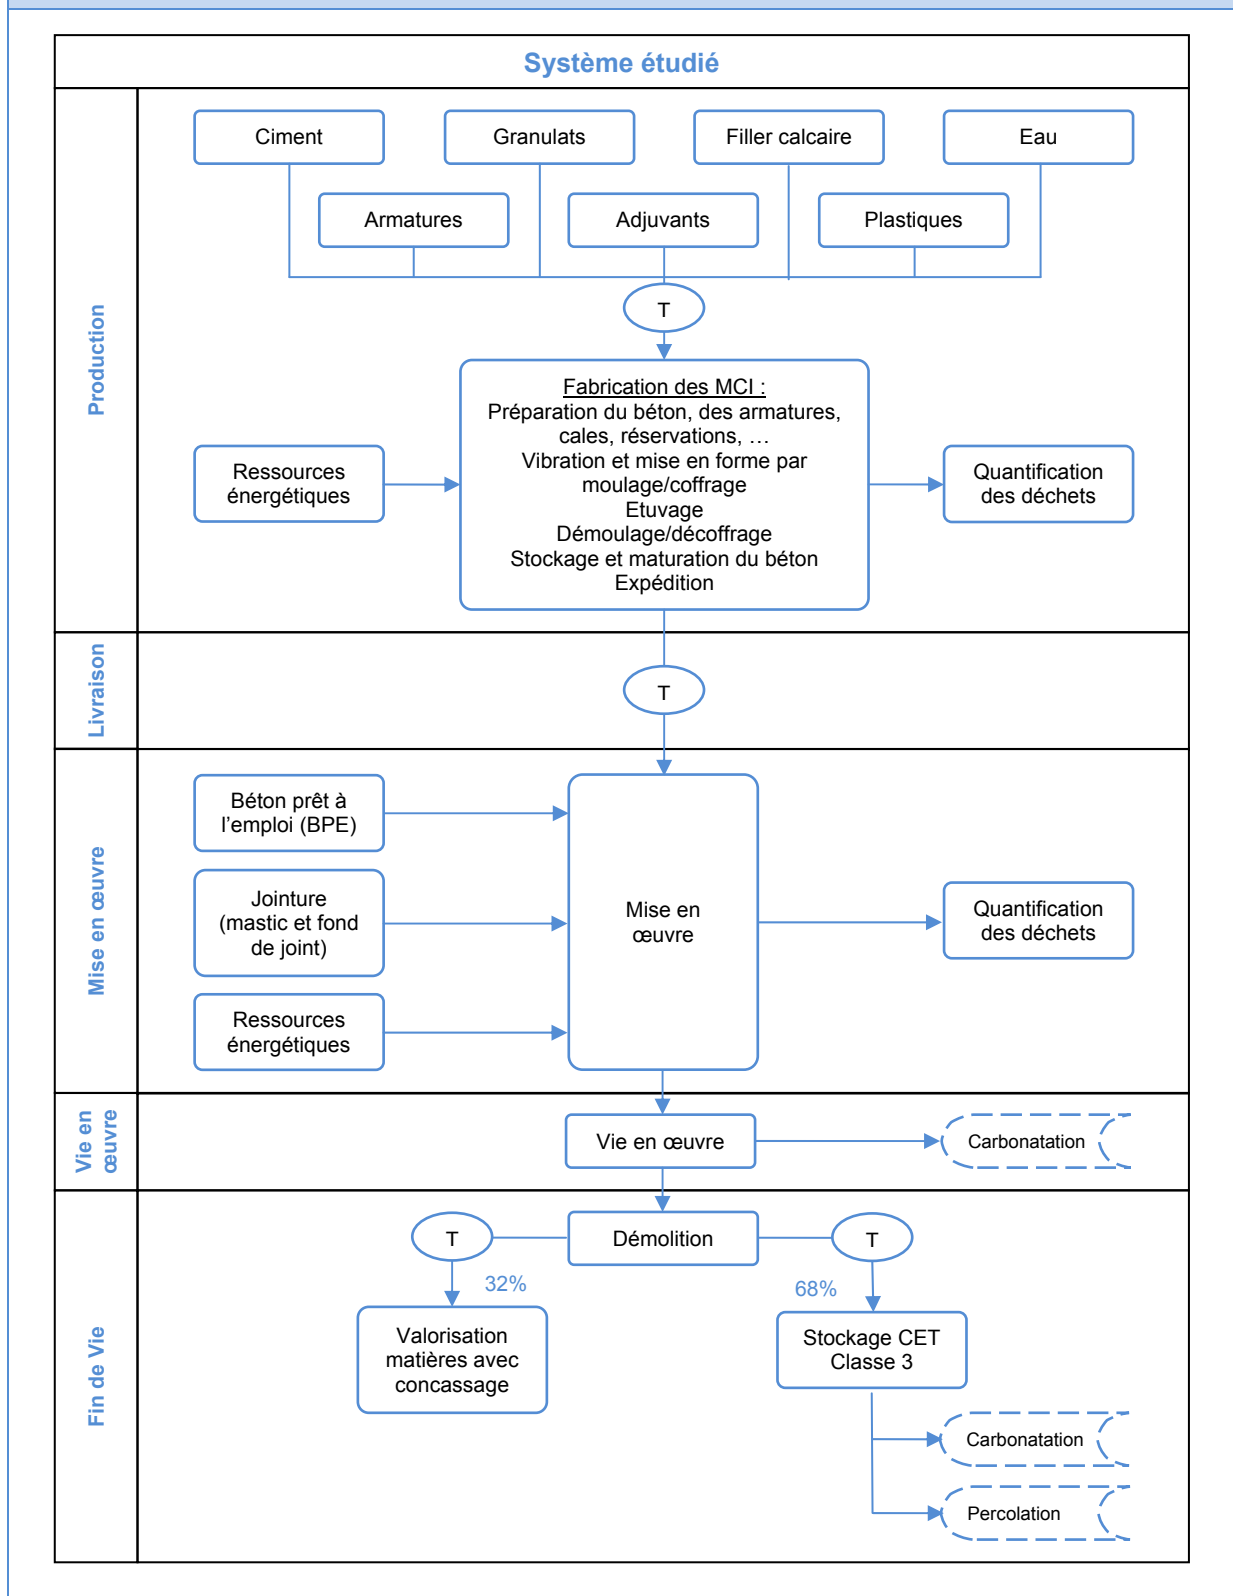 Système étudié
Production
Ciment
Granulats
Filler calcaire
Eau
Armatures
Adjuvants
Plastiques
T
Fabrication des MCI :
Préparation du béton, des armatures,
cales, réservations, …
Vibration et mise en forme par
moulage/coffrage
Etuvage
Démoulage/décoffrage
Stockage et maturation du béton
Expédition
Ressources
énergétiques
Quantification
des déchets
Livraison
T
Mise en œuvre
Béton prêt à
l’emploi (BPE)
Jointure
(mastic et fond
de joint)
Ressources
énergétiques
Mise en
œuvre
Quantification
des déchets
Vie en
œuvre
Vie en œuvre
Carbonatation
Fin de Vie
Démolition
T
T
32%
68%
Valorisation
matières avec
concassage
Stockage CET
Classe 3
Carbonatation
Percolation